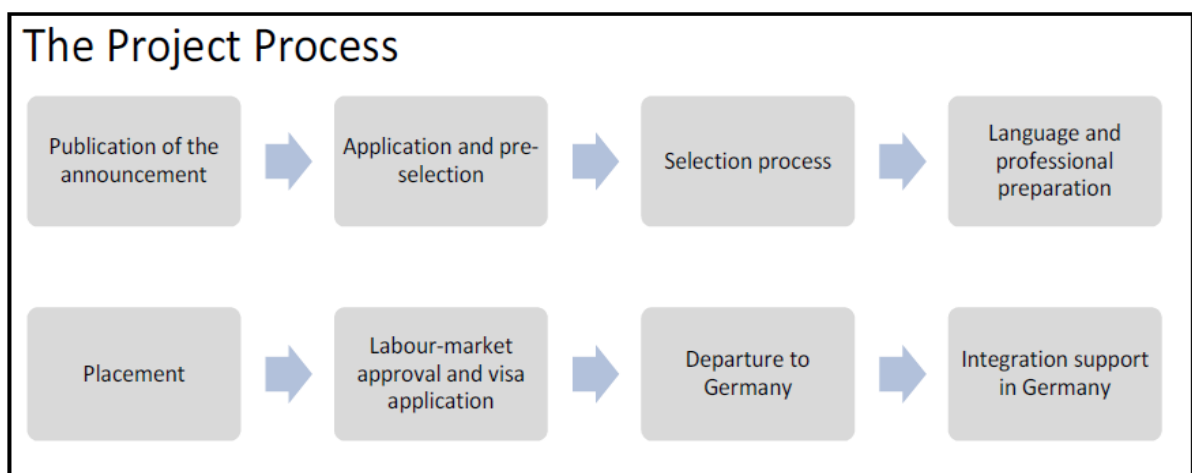 The Project Process
Publication of the
announcement
Application and pre-
selection
Selection process
Language and
professional
preparation
Placement
Labour-market
approval and visa
application
Departure to
Germany
Integration support
in Germany